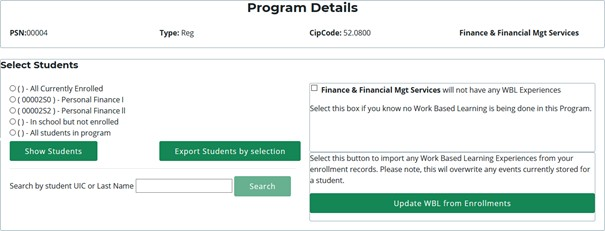 Program Details
PSN:00004 Type: Reg CipCode: 52.0800 Finance & Financial Mgt Services
Select Students
( ) - All Currently Enrolled
( 00002S0 ) - Personal Finance l
( 00002S2 ) - Personal Finance ll
( ) - In school but not enrolled
( ) - All students in program
Show Students Export Students by selection
Search by student UIC or Last Name Search
Finance & Financial Mgt Services will not have any WBL Experiences
Select this box if you know no Work Based Learning is being done in this Program.
Select this button to import any Work Based Learning Experiences from your
enrollment records. Please note, this wil overwrite any events currently stored for
a student.
Update WBL from Enrollments